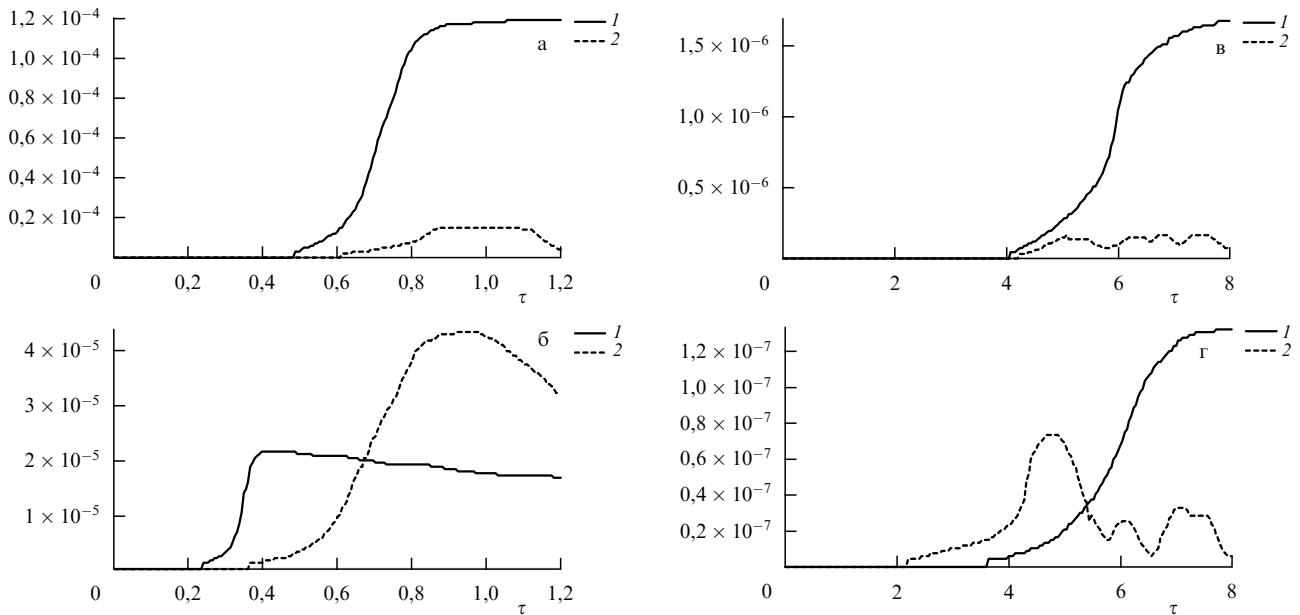 1,2 × 10⁻⁴
1,0 × 10⁻⁴
0,8 × 10⁻⁴
0,6 × 10⁻⁴
0,4 × 10⁻⁴
0,2 × 10⁻⁴
1
2
а
0 0,2 0,4 0,6 0,8 1,0 1,2
τ
1,5 × 10⁻⁶
1,0 × 10⁻⁶
0,5 × 10⁻⁶
1
2
в
0 2 4 6 8
τ
4 × 10⁻⁵
3 × 10⁻⁵
2 × 10⁻⁵
1 × 10⁻⁵
1
2
б
0 0,2 0,4 0,6 0,8 1,0 1,2
τ
1,2 × 10⁻⁷
1,0 × 10⁻⁷
0,8 × 10⁻⁷
0,6 × 10⁻⁷
0,4 × 10⁻⁷
0,2 × 10⁻⁷
1
2
г
0 2 4 6 8
τ